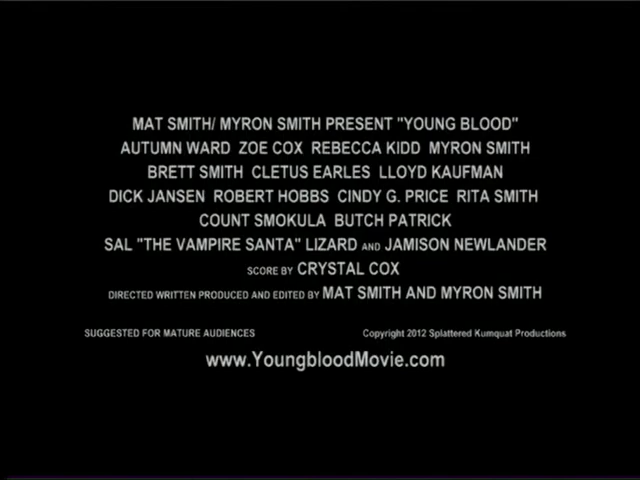 MAT SMITH/ MYRON SMITH PRESENT "YOUNG BLOOD"
AUTUMN WARD ZOE COX REBECCA KIDD MYRON SMITH
BRETT SMITH CLETUS EARLES LLOYD KAUFMAN
DICK JANSEN ROBERT HOBBS CINDY G. PRICE RITA SMITH
COUNT SMOKULA BUTCH PATRICK
SAL "THE VAMPIRE SANTA" LIZARD AND JAMISON NEWLANDER
SCORE BY CRYSTAL COX
DIRECTED WRITTEN PRODUCED AND EDITED BY MAT SMITH AND MYRON SMITH
SUGGESTED FOR MATURE AUDIENCES Copyright 2012 Splattered Kumquat Productions
www.YoungbloodMovie.com